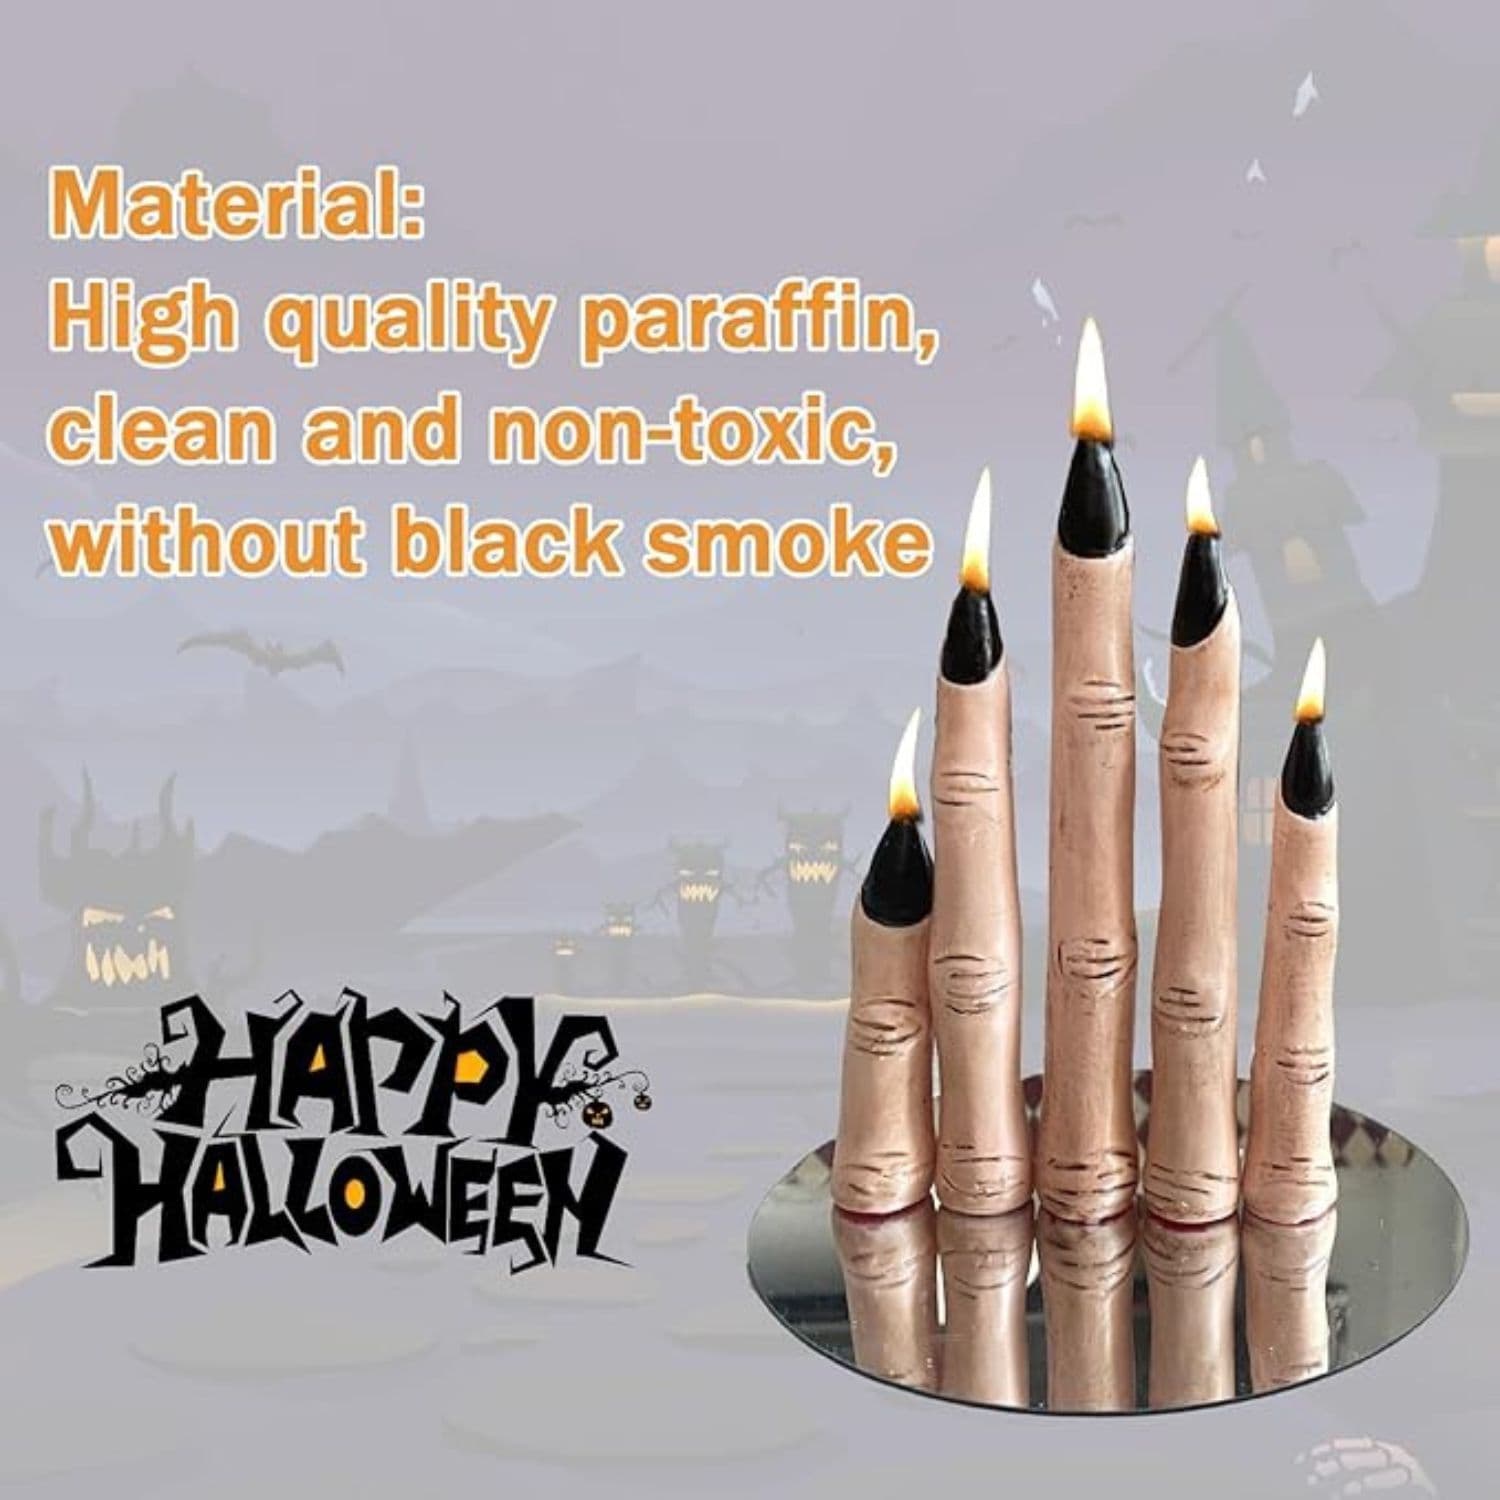 Material:
High quality paraffin,
clean and non-toxic,
without black smoke
HAPPY
HALLOWEEN